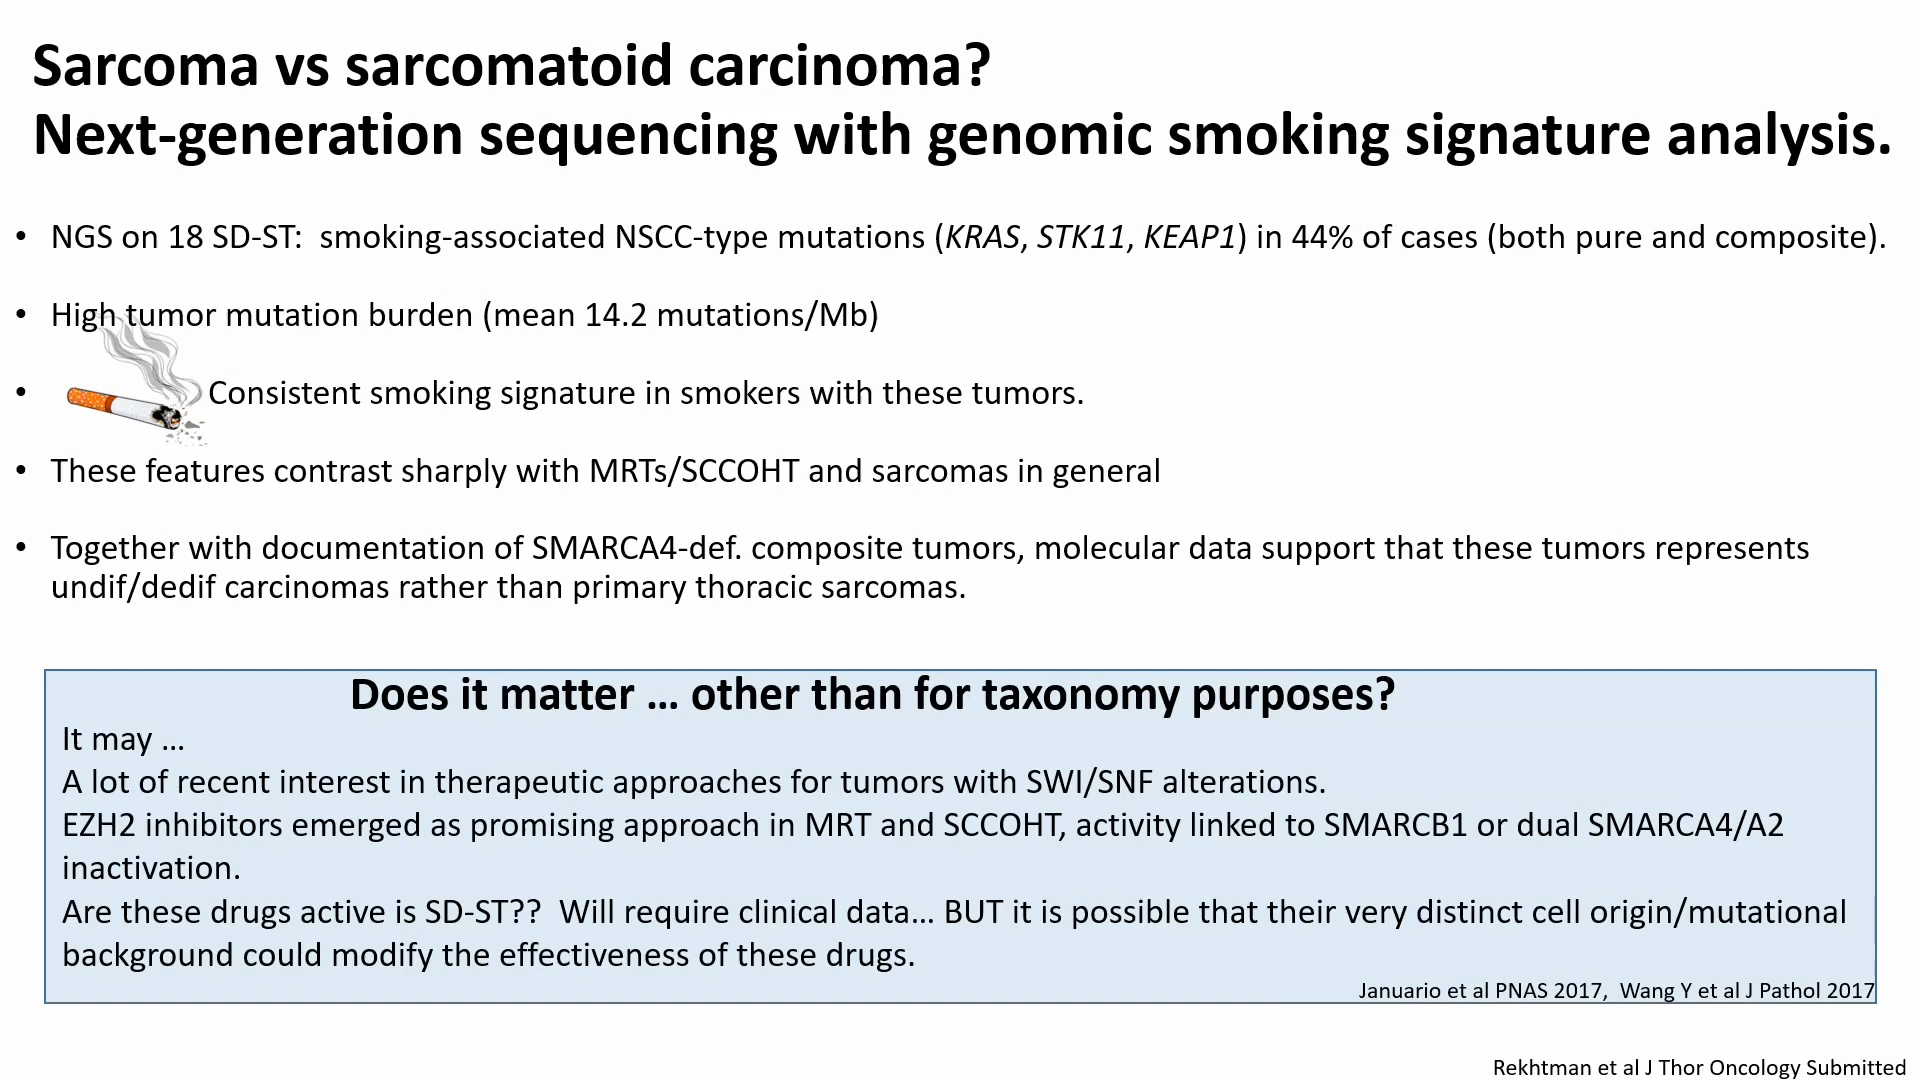 Sarcoma vs sarcomatoid carcinoma?
Next-generation sequencing with genomic smoking signature analysis.
• NGS on 18 SD-ST:  smoking-associated NSCC-type mutations (KRAS, STK11, KEAP1) in 44% of cases (both pure and composite).
• High tumor mutation burden (mean 14.2 mutations/Mb)
• Consistent smoking signature in smokers with these tumors.
• These features contrast sharply with MRTs/SCCOHT and sarcomas in general
• Together with documentation of SMARCA4-def. composite tumors, molecular data support that these tumors represents
undif/dedif carcinomas rather than primary thoracic sarcomas.
Does it matter … other than for taxonomy purposes?
It may …
A lot of recent interest in therapeutic approaches for tumors with SWI/SNF alterations.
EZH2 inhibitors emerged as promising approach in MRT and SCCOHT, activity linked to SMARCB1 or dual SMARCA4/A2
inactivation.
Are these drugs active is SD-ST??  Will require clinical data… BUT it is possible that their very distinct cell origin/mutational
background could modify the effectiveness of these drugs.
Januario et al PNAS 2017,  Wang Y et al J Pathol 2017
Rekhtman et al J Thor Oncology Submitted